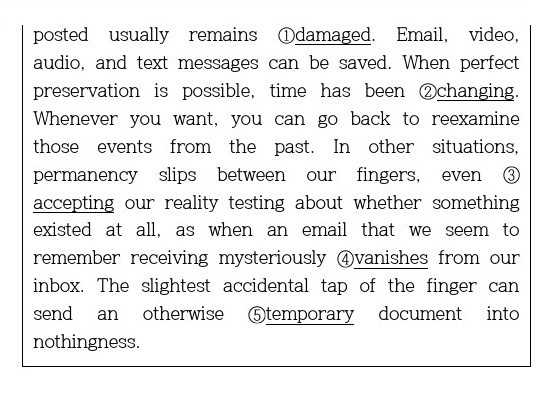 posted usually remains ①damaged. Email, video,
audio, and text messages can be saved. When perfect
preservation is possible, time has been ②changing.
Whenever you want, you can go back to reexamine
those events from the past. In other situations,
permanency slips between our fingers, even ③
accepting our reality testing about whether something
existed at all, as when an email that we seem to
remember receiving mysteriously ④vanishes from our
inbox. The slightest accidental tap of the finger can
send an otherwise ⑤temporary document into
nothingness.